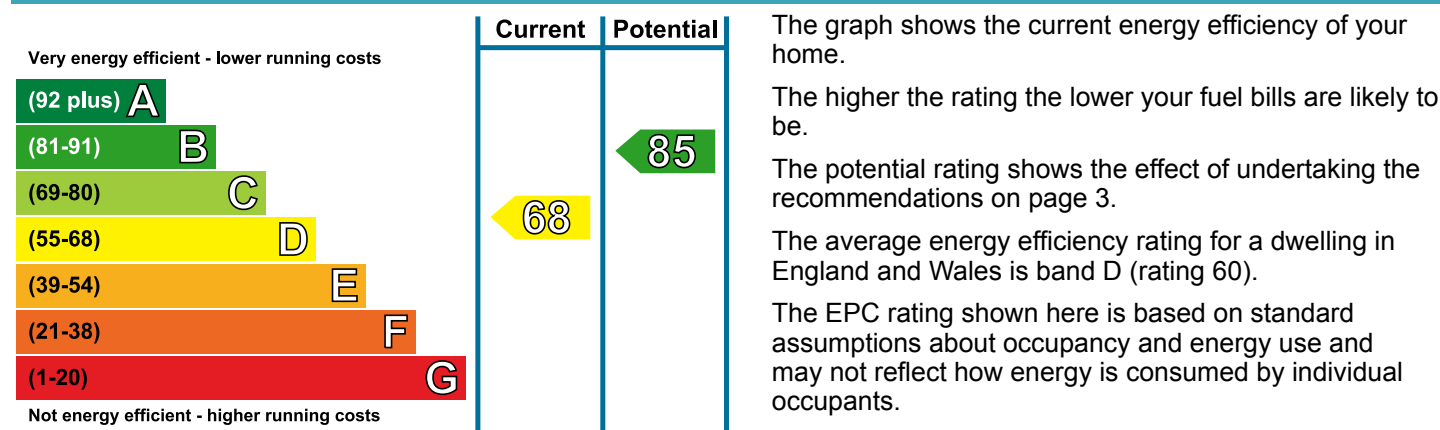 Current Potential
Very energy efficient - lower running costs
(92 plus) A
(81-91) B
85
(69-80) C
68
(55-68) D
(39-54) E
(21-38) F
(1-20) G
Not energy efficient - higher running costs
The graph shows the current energy efficiency of your
home.
The higher the rating the lower your fuel bills are likely to
be.
The potential rating shows the effect of undertaking the
recommendations on page 3.
The average energy efficiency rating for a dwelling in
England and Wales is band D (rating 60).
The EPC rating shown here is based on standard
assumptions about occupancy and energy use and
may not reflect how energy is consumed by individual
occupants.